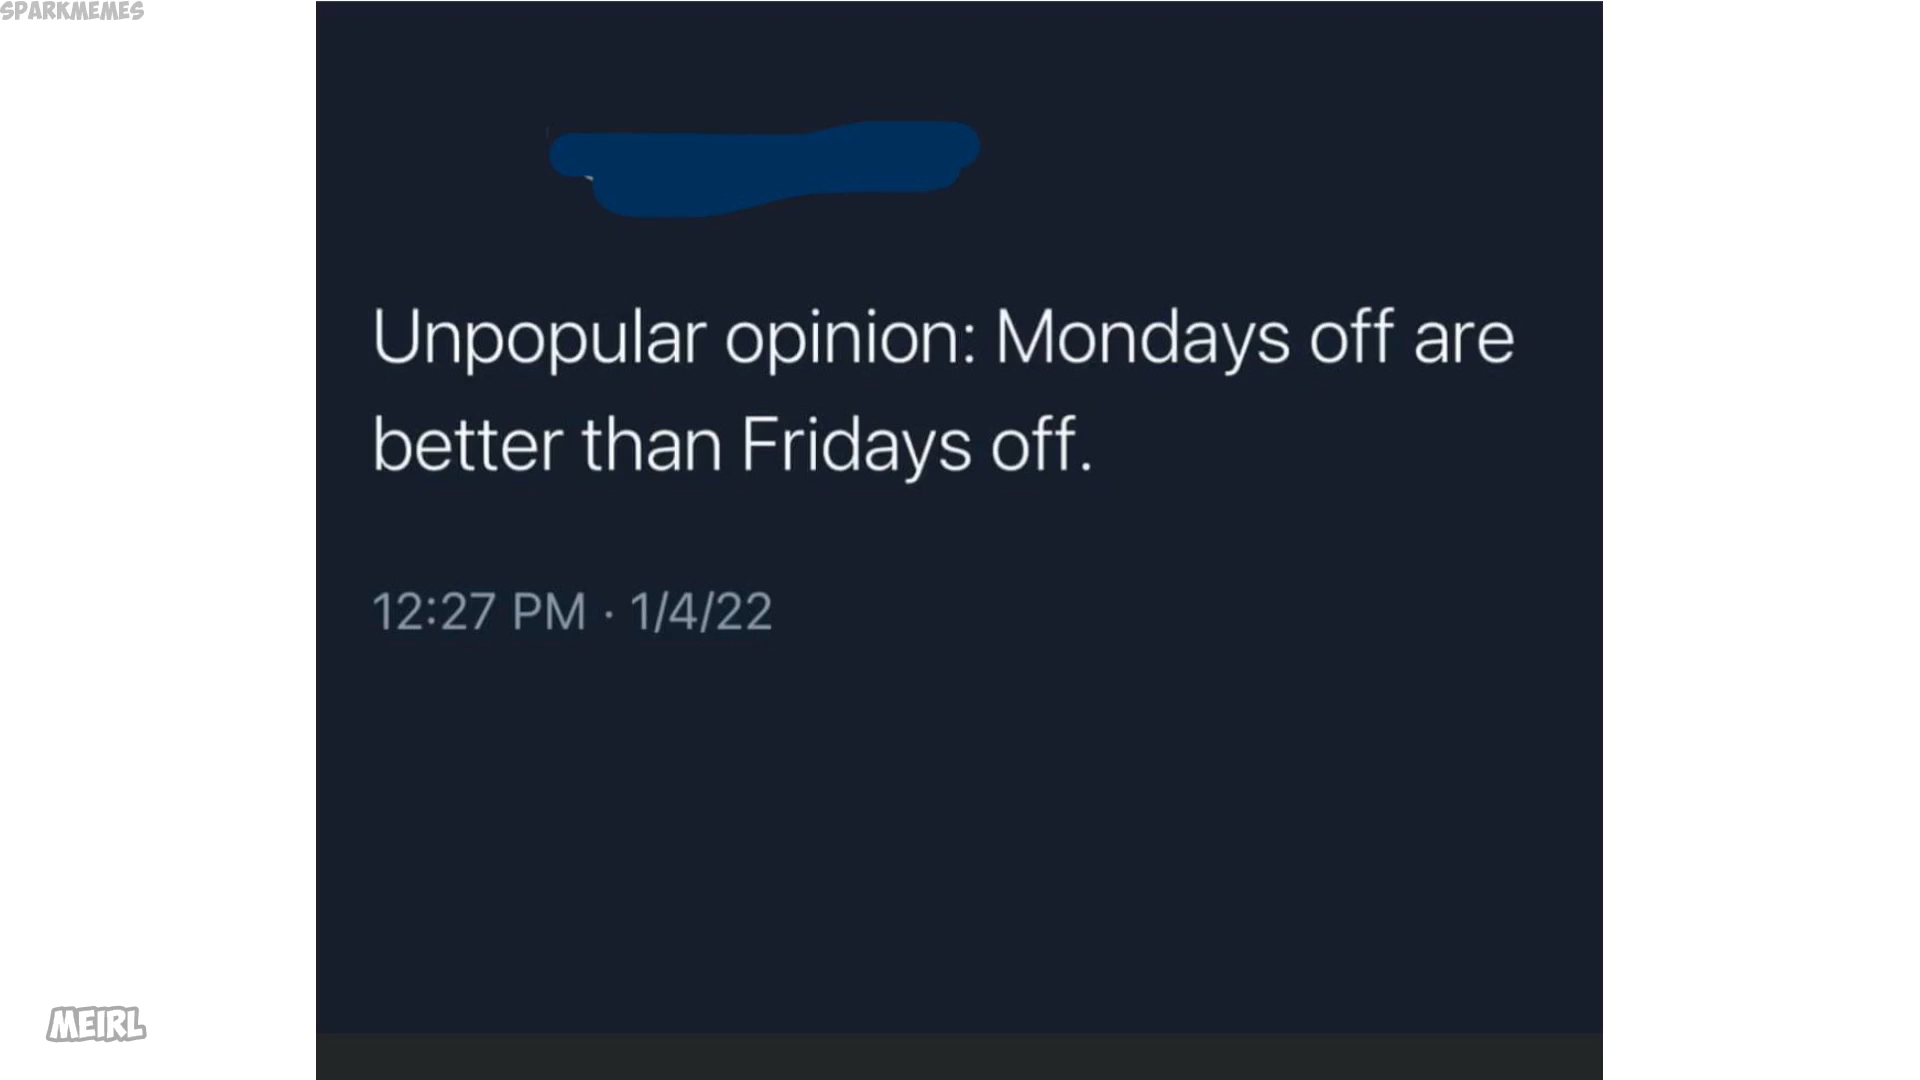 SPARKMEMES
Unpopular opinion: Mondays off are
better than Fridays off.
12:27 PM · 1/4/22
MEIRL